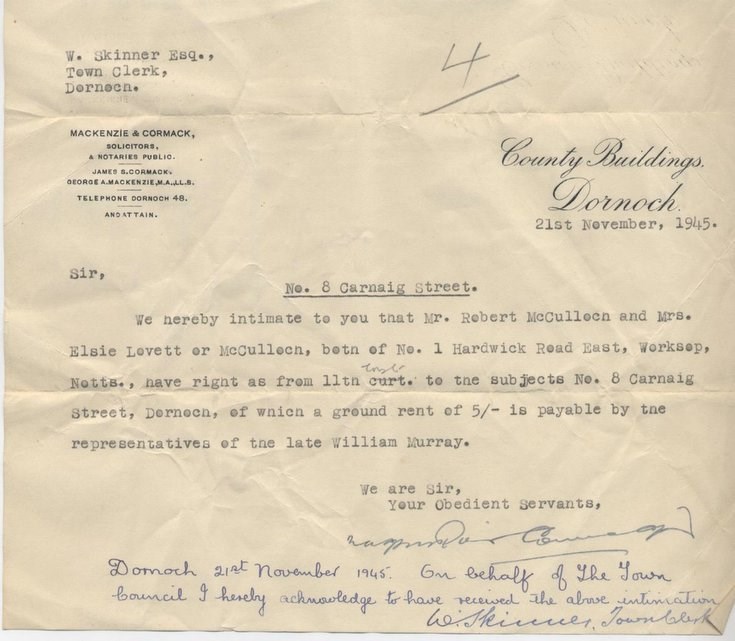 W. Skinner Esq.,
Town Clerk,
Dornoch.
4
MACKENZIE & CORMACK,
SOLICITORS,
& NOTARIES PUBLIC.
JAMES S. CORMACK.
GEORGE A. MACKENZIE, M.A., LL.B.
TELEPHONE DORNOCH 48.
AND AT TAIN.
County Buildings.
Dornoch.
21st November, 1945.
Sir,
No. 8 Carnaig Street.
We hereby intimate to you that Mr. Robert McCulloch and Mrs.
Elsie Lovett or McCulloch, both of No. 1 Hardwick Road East, Worksop,
Notts., have right as from 11th curt. to the subjects No. 8 Carnaig
Street, Dornoch, of which a ground rent of 5/- is payable by the
representatives of the late William Murray.
We are Sir,
Your Obedient Servants,
Dornoch 21st November 1945. On behalf of the Town
Council I hereby acknowledge to have received the above intimation
W. Skinner, Town Clerk